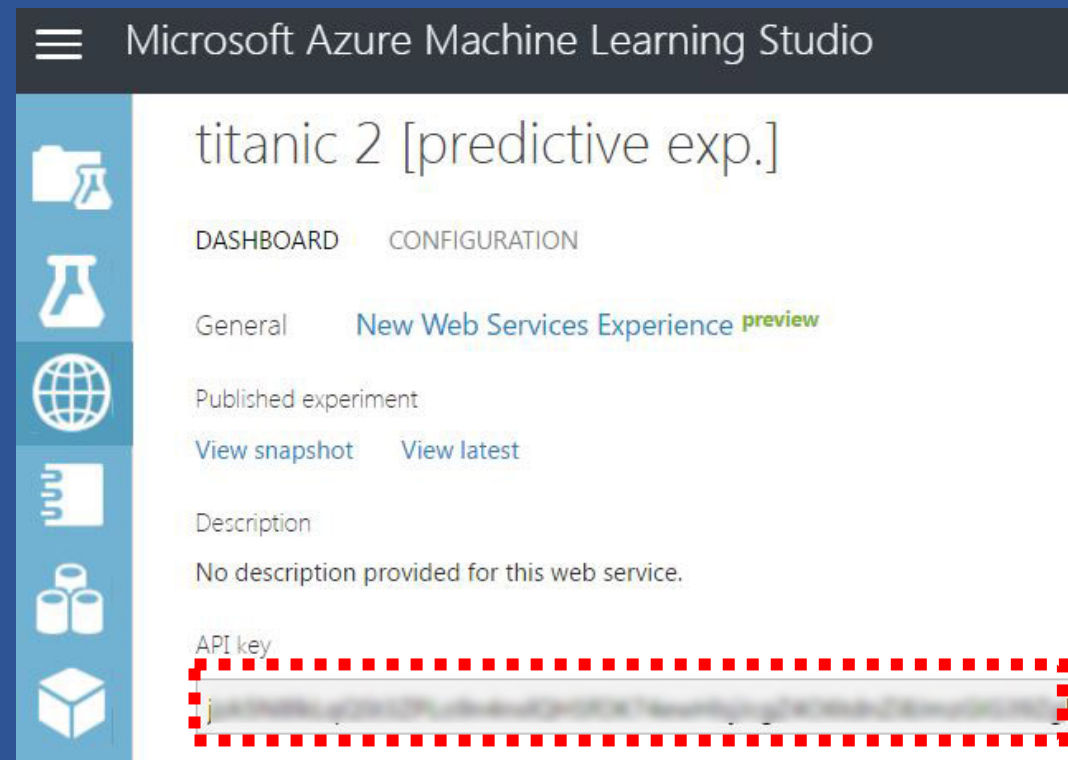 Microsoft Azure Machine Learning Studio
titanic 2 [predictive exp.]
DASHBOARD CONFIGURATION
General New Web Services Experience preview
Published experiment
View snapshot View latest
Description
No description provided for this web service.
API key